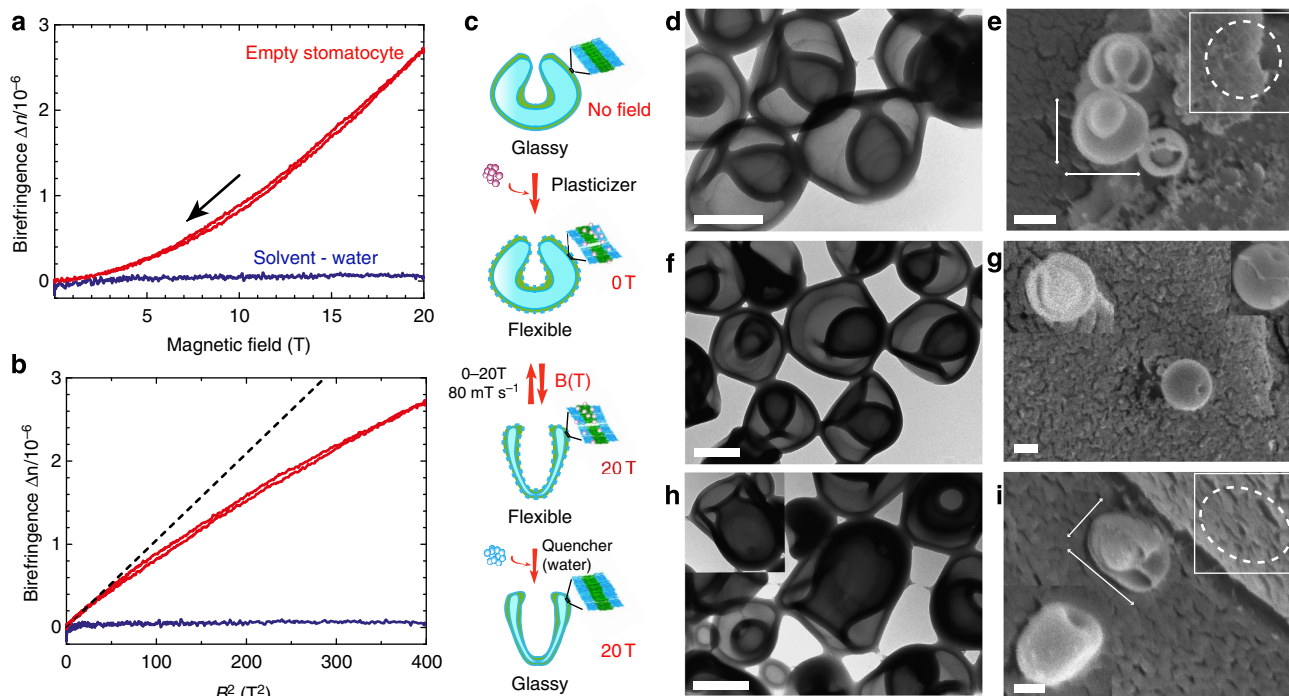 a
Birefringence Δn/10⁻⁶
3
2
1
0
Empty stomatocyte
Solvent - water
5
10
15
20
Magnetic field (T)
b
Birefringence Δn/10⁻⁶
3
2
1
0
0
100
200
300
400
B² (T²)
c
No field
Glassy
Plasticizer
0 T
Flexible
0–20T
80 mT s⁻¹
B(T)
20 T
Flexible
Quencher
(water)
20 T
Glassy
d
e
f
g
h
i